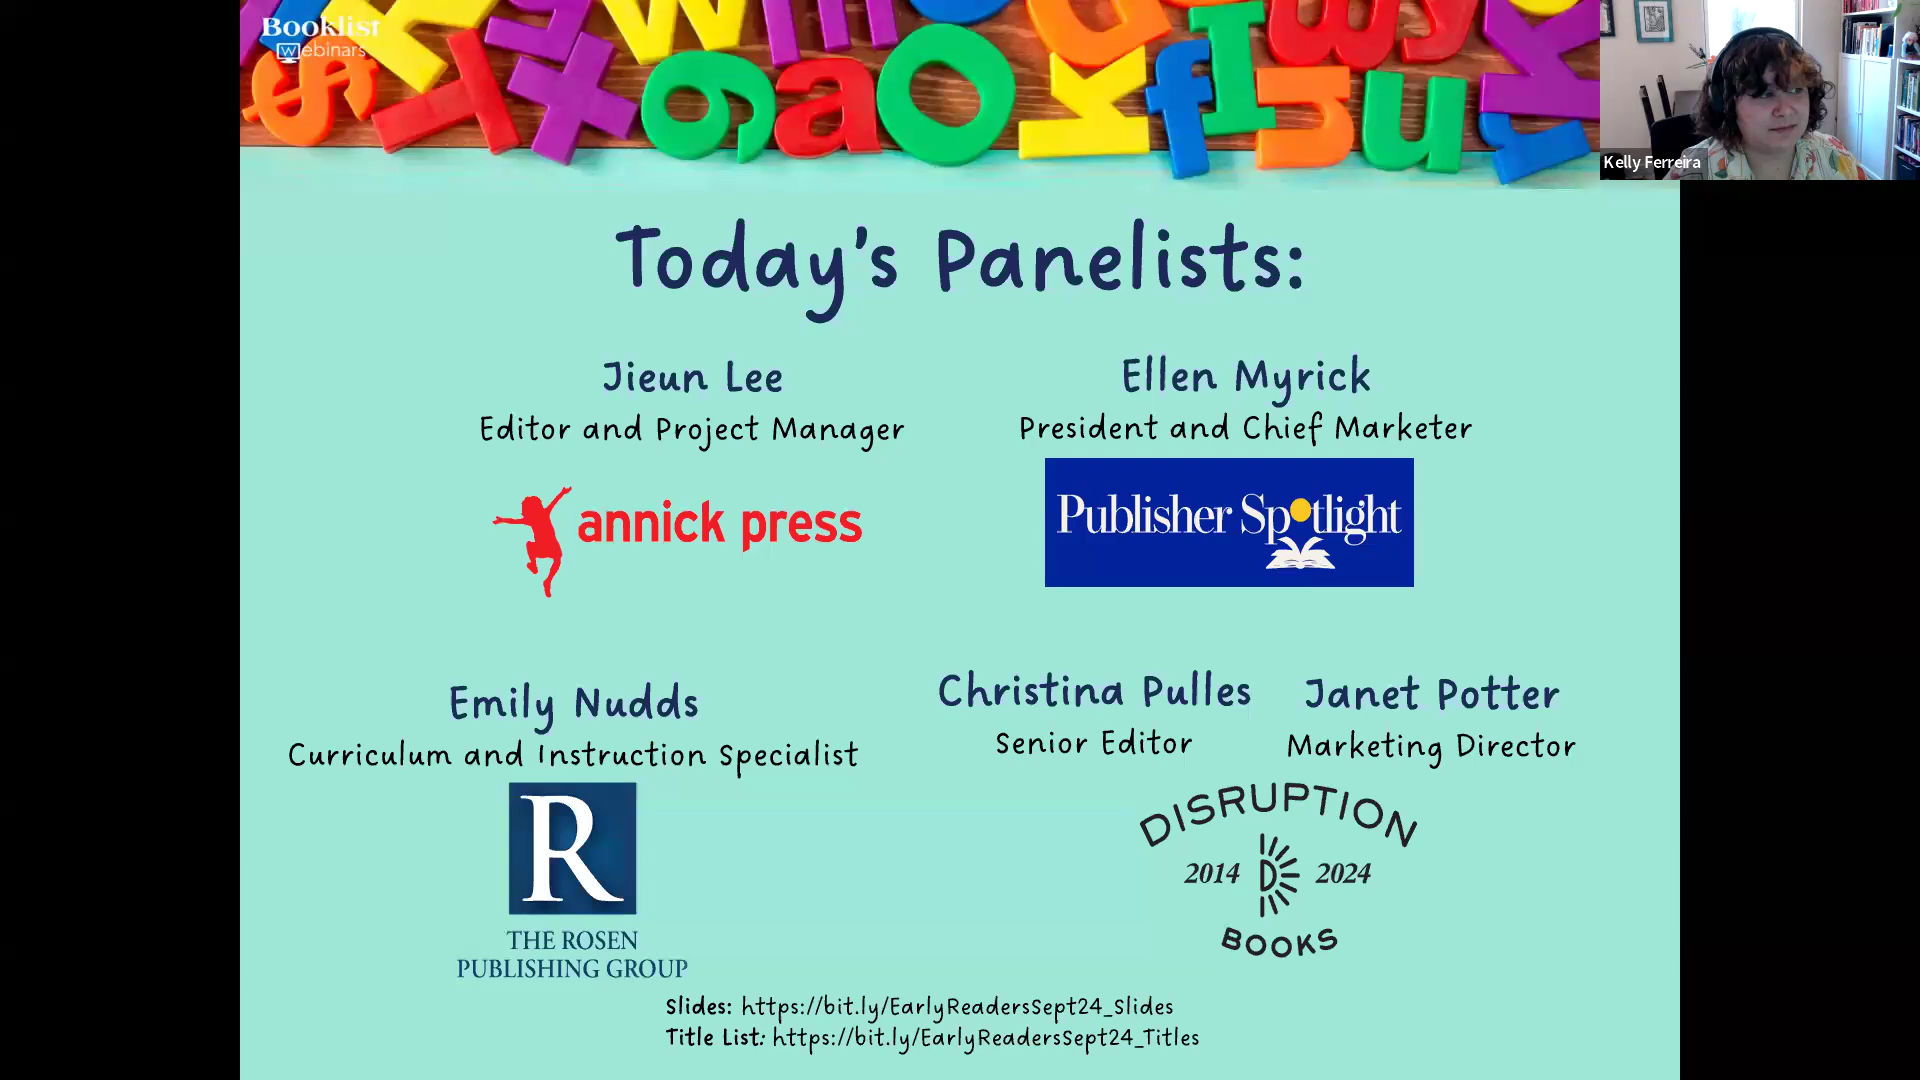 Booklist
Webinars
Kelly Ferreira
Today's Panelists:
Jieun Lee
Editor and Project Manager
annick press
Ellen Myrick
President and Chief Marketer
Publisher Spotlight
Emily Nudds
Curriculum and Instruction Specialist
R
THE ROSEN
PUBLISHING GROUP
Christina Pulles
Senior Editor
Janet Potter
Marketing Director
DISRUPTION
2014 D 2024
BOOKS
Slides: https://bit.ly/EarlyReadersSept24_Slides
Title List: https://bit.ly/EarlyReadersSept24_Titles